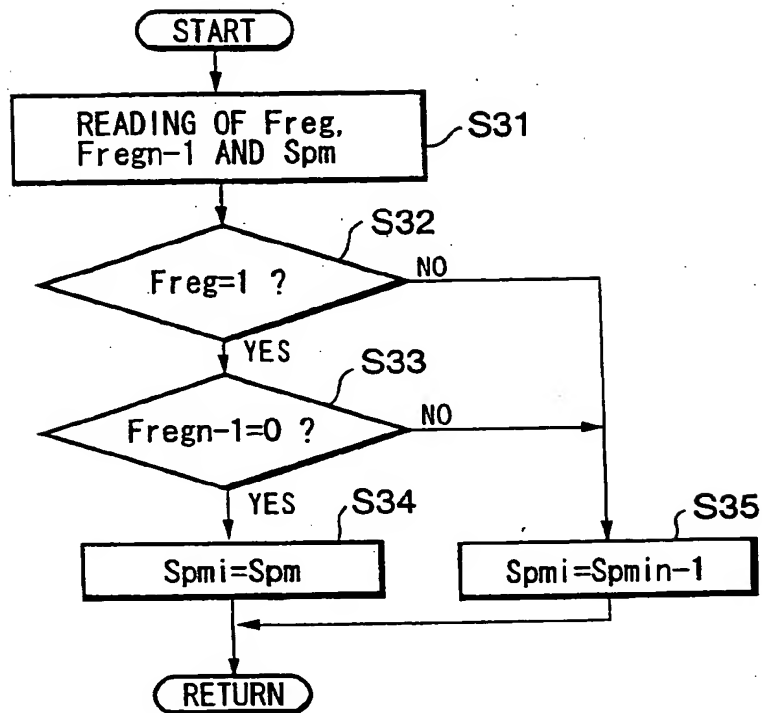 START
READING OF Freg,
Fregn-1 AND Spm
S31
S32
Freg=1 ?
NO
YES
S33
Fregn-1=0 ?
NO
YES
S34
S35
Spmi=Spm
Spmi=Spmin-1
RETURN